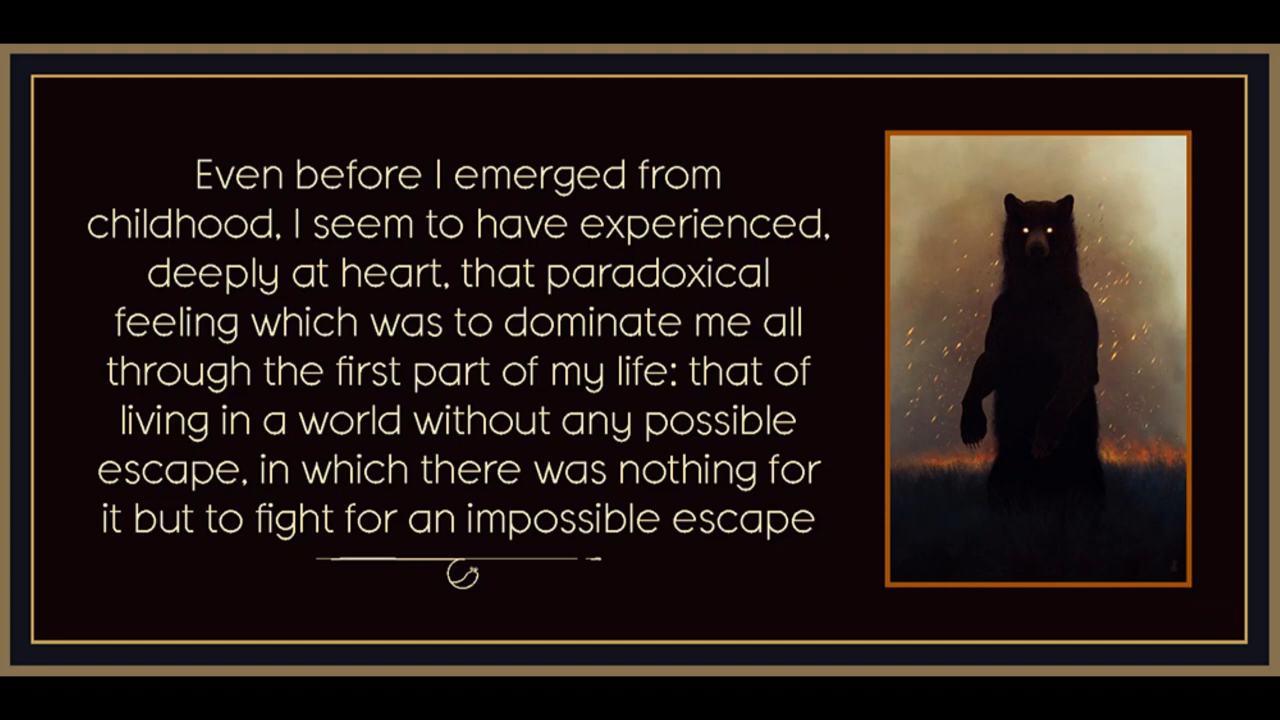 Even before I emerged from
childhood, I seem to have experienced,
deeply at heart, that paradoxical
feeling which was to dominate me all
through the first part of my life: that of
living in a world without any possible
escape, in which there was nothing for
it but to fight for an impossible escape